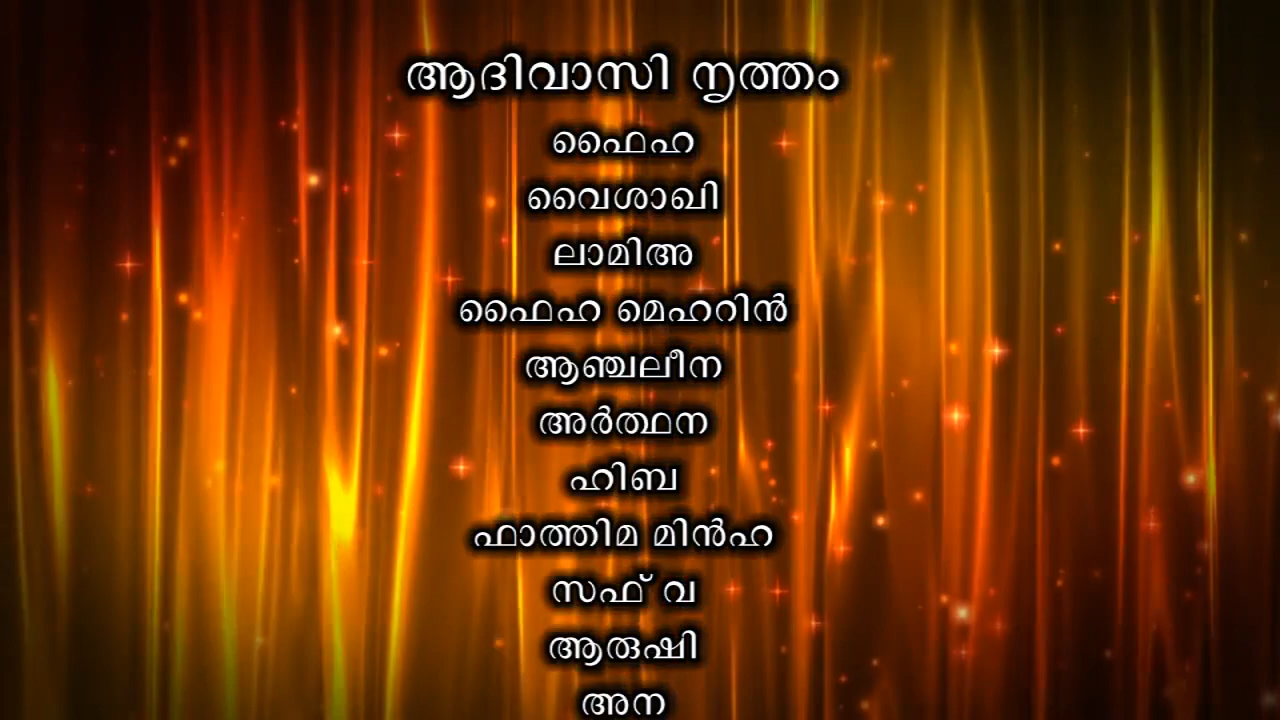 ആദിവാസി നൃത്തം
ഫൈഹ
വൈശാഖി
ലാമിഅ
ഫൈഹ മെഹറിൻ
ആഞ്ചലീന
അർത്ഥന
ഹിബ
ഫാത്തിമ മിൻഹ
സഫ് വ
ആരുഷി
അന